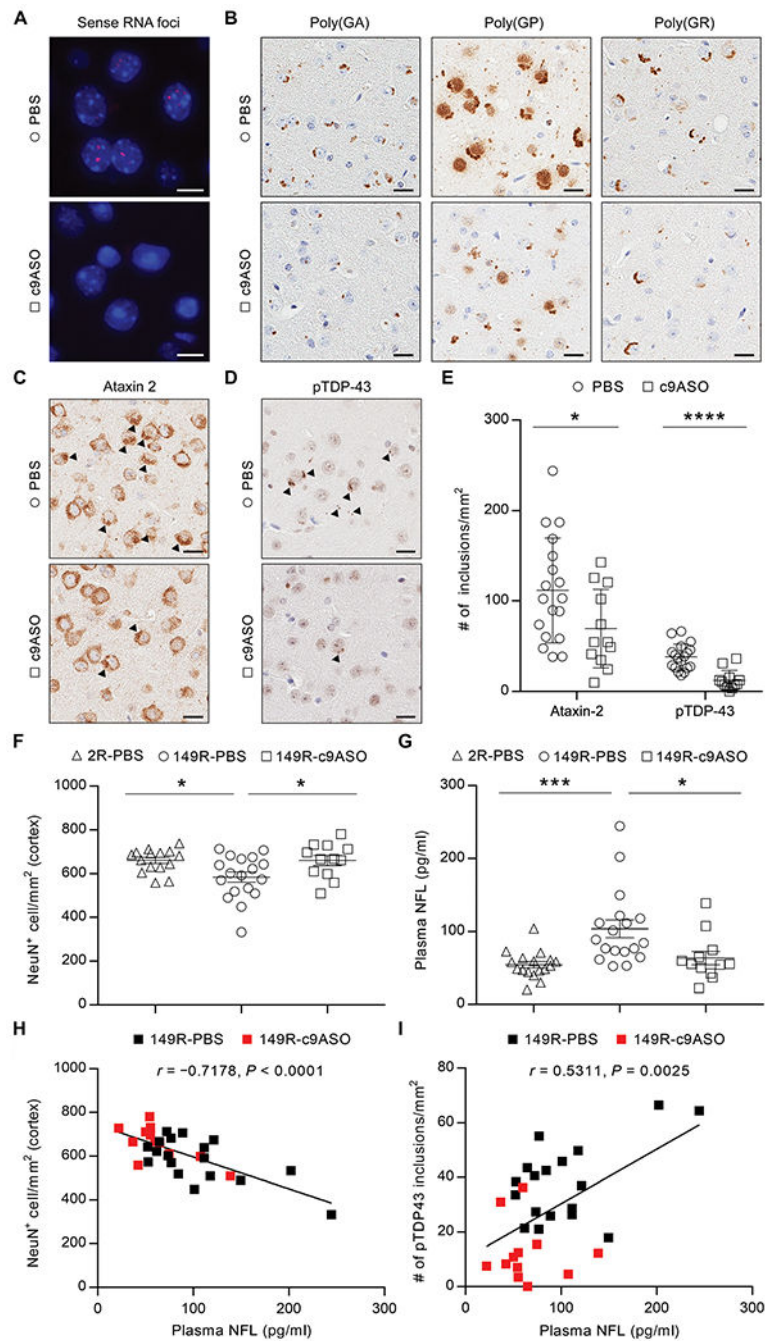 A Sense RNA foci
○ PBS
□ c9ASO
B Poly(GA) Poly(GP) Poly(GR)
○ PBS
□ c9ASO
C Ataxin 2
○ PBS
□ c9ASO
D pTDP-43
○ PBS
□ c9ASO
E ○ PBS □ c9ASO
# of inclusions/mm²
300
200
100
0
* ****
Ataxin-2 pTDP-43
F △ 2R-PBS ○ 149R-PBS □ 149R-c9ASO
NeuN⁺ cell/mm² (cortex)
1000
800
600
400
200
0
* *
G △ 2R-PBS ○ 149R-PBS □ 149R-c9ASO
Plasma NFL (pg/ml)
300
200
100
0
*** *
H ■ 149R-PBS ■ 149R-c9ASO
r = −0.7178, P < 0.0001
NeuN⁺ cell/mm² (cortex)
1000
800
600
400
200
0
0 100 200 300
Plasma NFL (pg/ml)
I ■ 149R-PBS ■ 149R-c9ASO
r = 0.5311, P = 0.0025
# of pTDP43 inclusions/mm²
80
60
40
20
0
0 100 200 300
Plasma NFL (pg/ml)